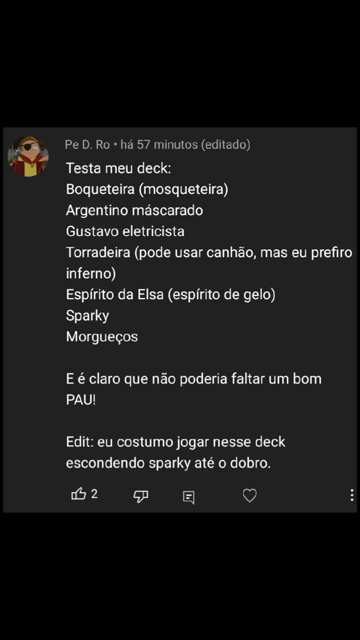 Pe D. Ro • há 57 minutos (editado)
Testa meu deck:
Boqueteira (mosqueteira)
Argentino máscarado
Gustavo eletricista
Torradeira (pode usar canhão, mas eu prefiro
inferno)
Espírito da Elsa (espírito de gelo)
Sparky
Morgueços
E é claro que não poderia faltar um bom
PAU!
Edit: eu costumo jogar nesse deck
escondendo sparky até o dobro.
2